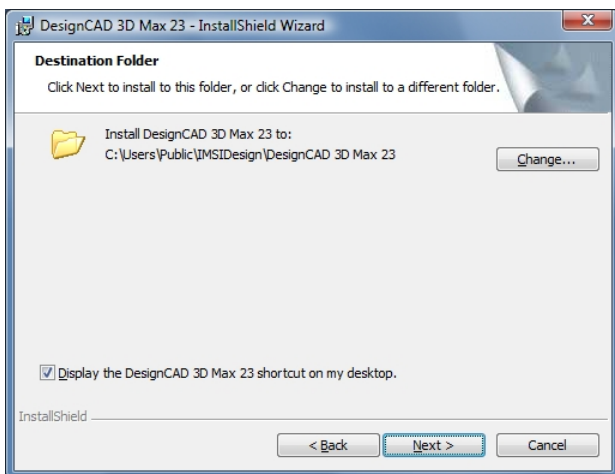 DesignCAD 3D Max 23 - InstallShield Wizard
Destination Folder
Click Next to install to this folder, or click Change to install to a different folder.
Install DesignCAD 3D Max 23 to:
C:\Users\Public\IMSIDesign\DesignCAD 3D Max 23
Change...
Display the DesignCAD 3D Max 23 shortcut on my desktop.
InstallShield
< Back
Next >
Cancel